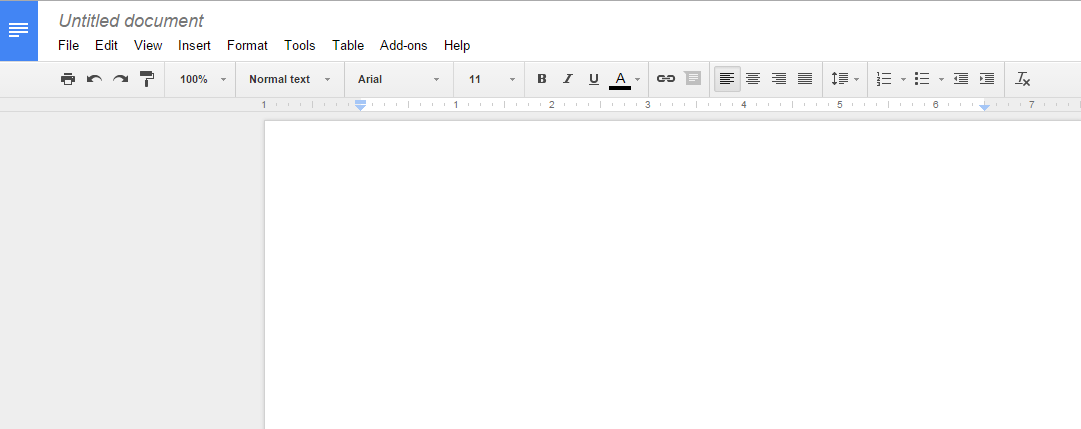 Untitled document
File Edit View Insert Format Tools Table Add-ons Help
100% Normal text Arial 11 B I U A
1 1 2 3 4 5 6 7